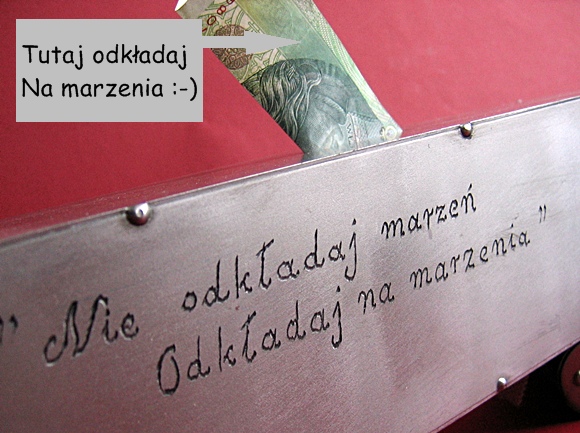 Tutaj odkładaj
Na marzenia :-)
" Nie odkładaj marzeń
Odkładaj na marzenia "